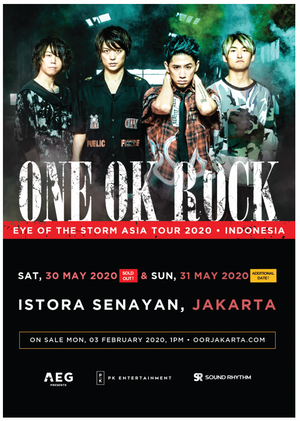 PUBLIC
ONE OK ROCK
EYE OF THE STORM ASIA TOUR 2020 • INDONESIA
SAT, 30 MAY 2020 SOLD OUT! & SUN, 31 MAY 2020 ADDITIONAL DATE!
ISTORA SENAYAN, JAKARTA
ON SALE MON, 03 FEBRUARY 2020, 1PM • OORJAKARTA.COM
AEG PRESENTS PK PK ENTERTAINMENT SR SOUND RHYTHM